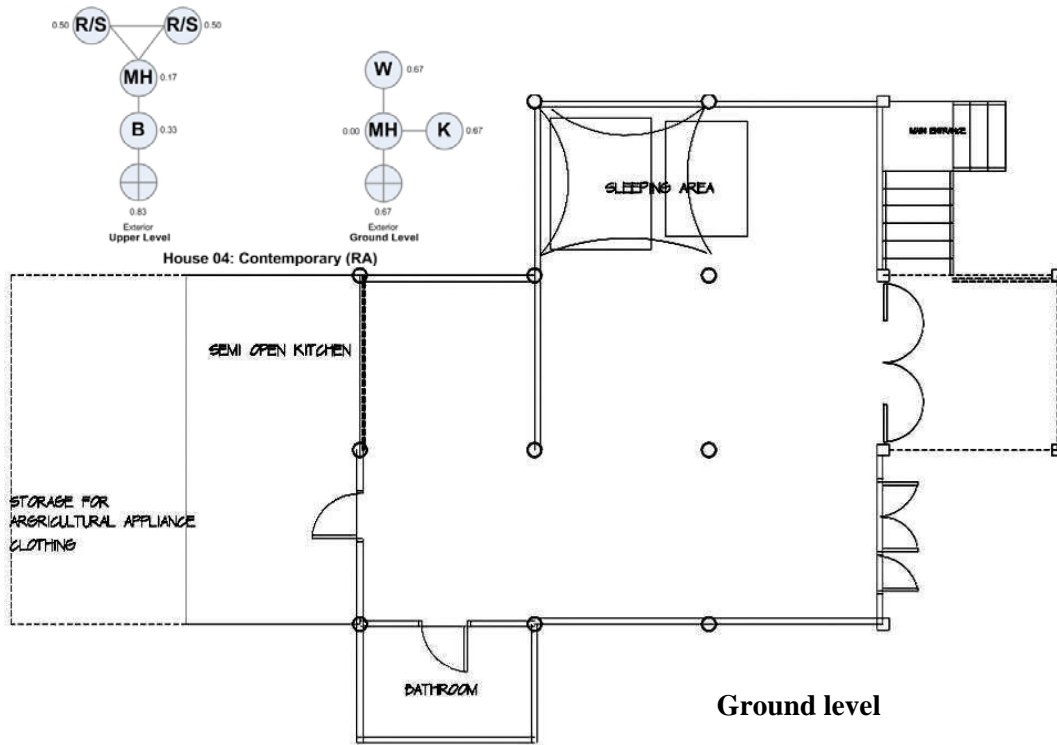 0.50 R/S R/S 0.50
MH 0.17
B 0.33
0.83
Exterior
Upper Level
W 0.67
0.00 MH K 0.67
0.67
Exterior
Ground Level
House 04: Contemporary (RA)
MAIN ENTRANCE
SLEEPING AREA
SEMI OPEN KITCHEN
STORAGE FOR
ARGRICULTURAL APPLIANCE
CLOTHING
BATHROOM
Ground level